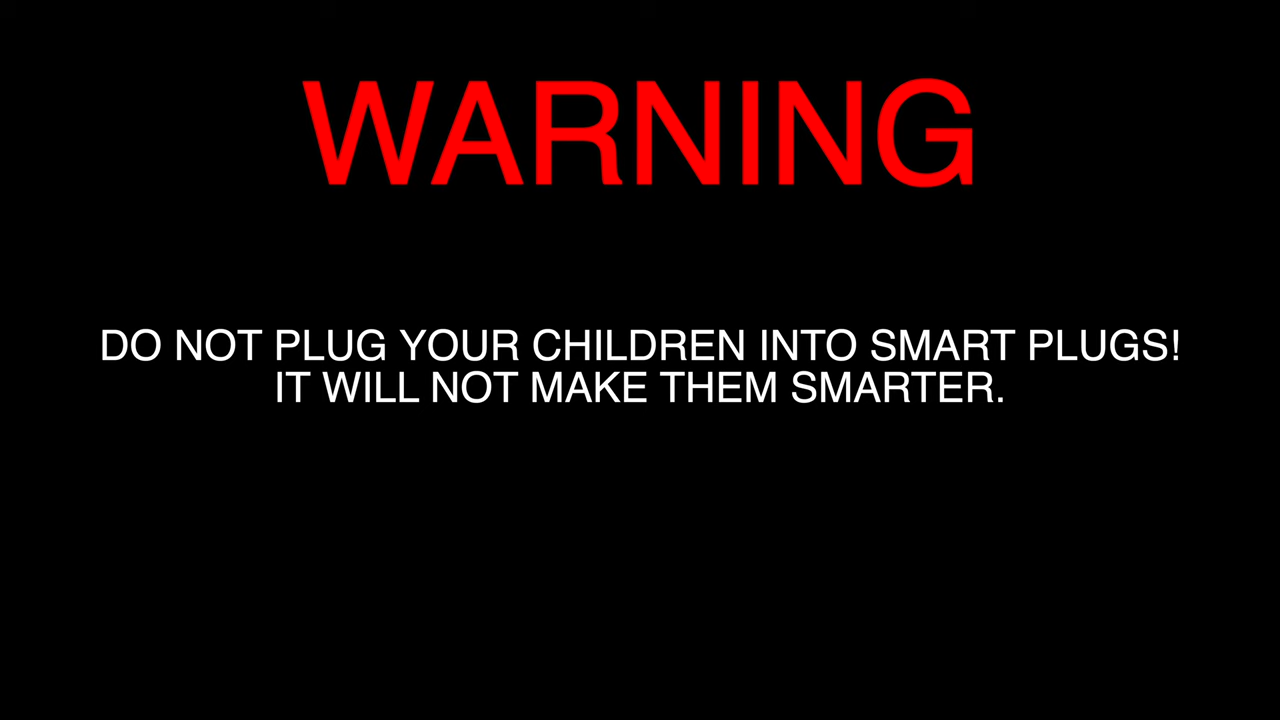 WARNING
DO NOT PLUG YOUR CHILDREN INTO SMART PLUGS!
IT WILL NOT MAKE THEM SMARTER.